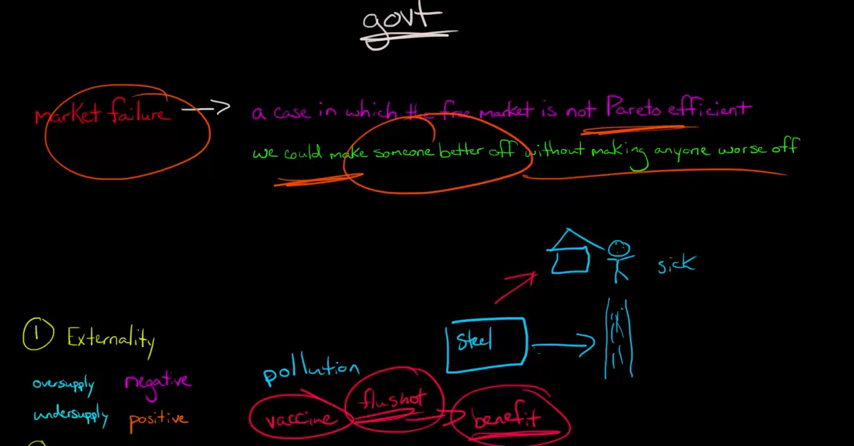 govt
market failure → a case in which the free market is not Pareto efficient
we could make someone better off without making anyone worse off
sick
1 Externality
steel
pollution
oversupply negative
flushot
undersupply positive
vaccine
benefit